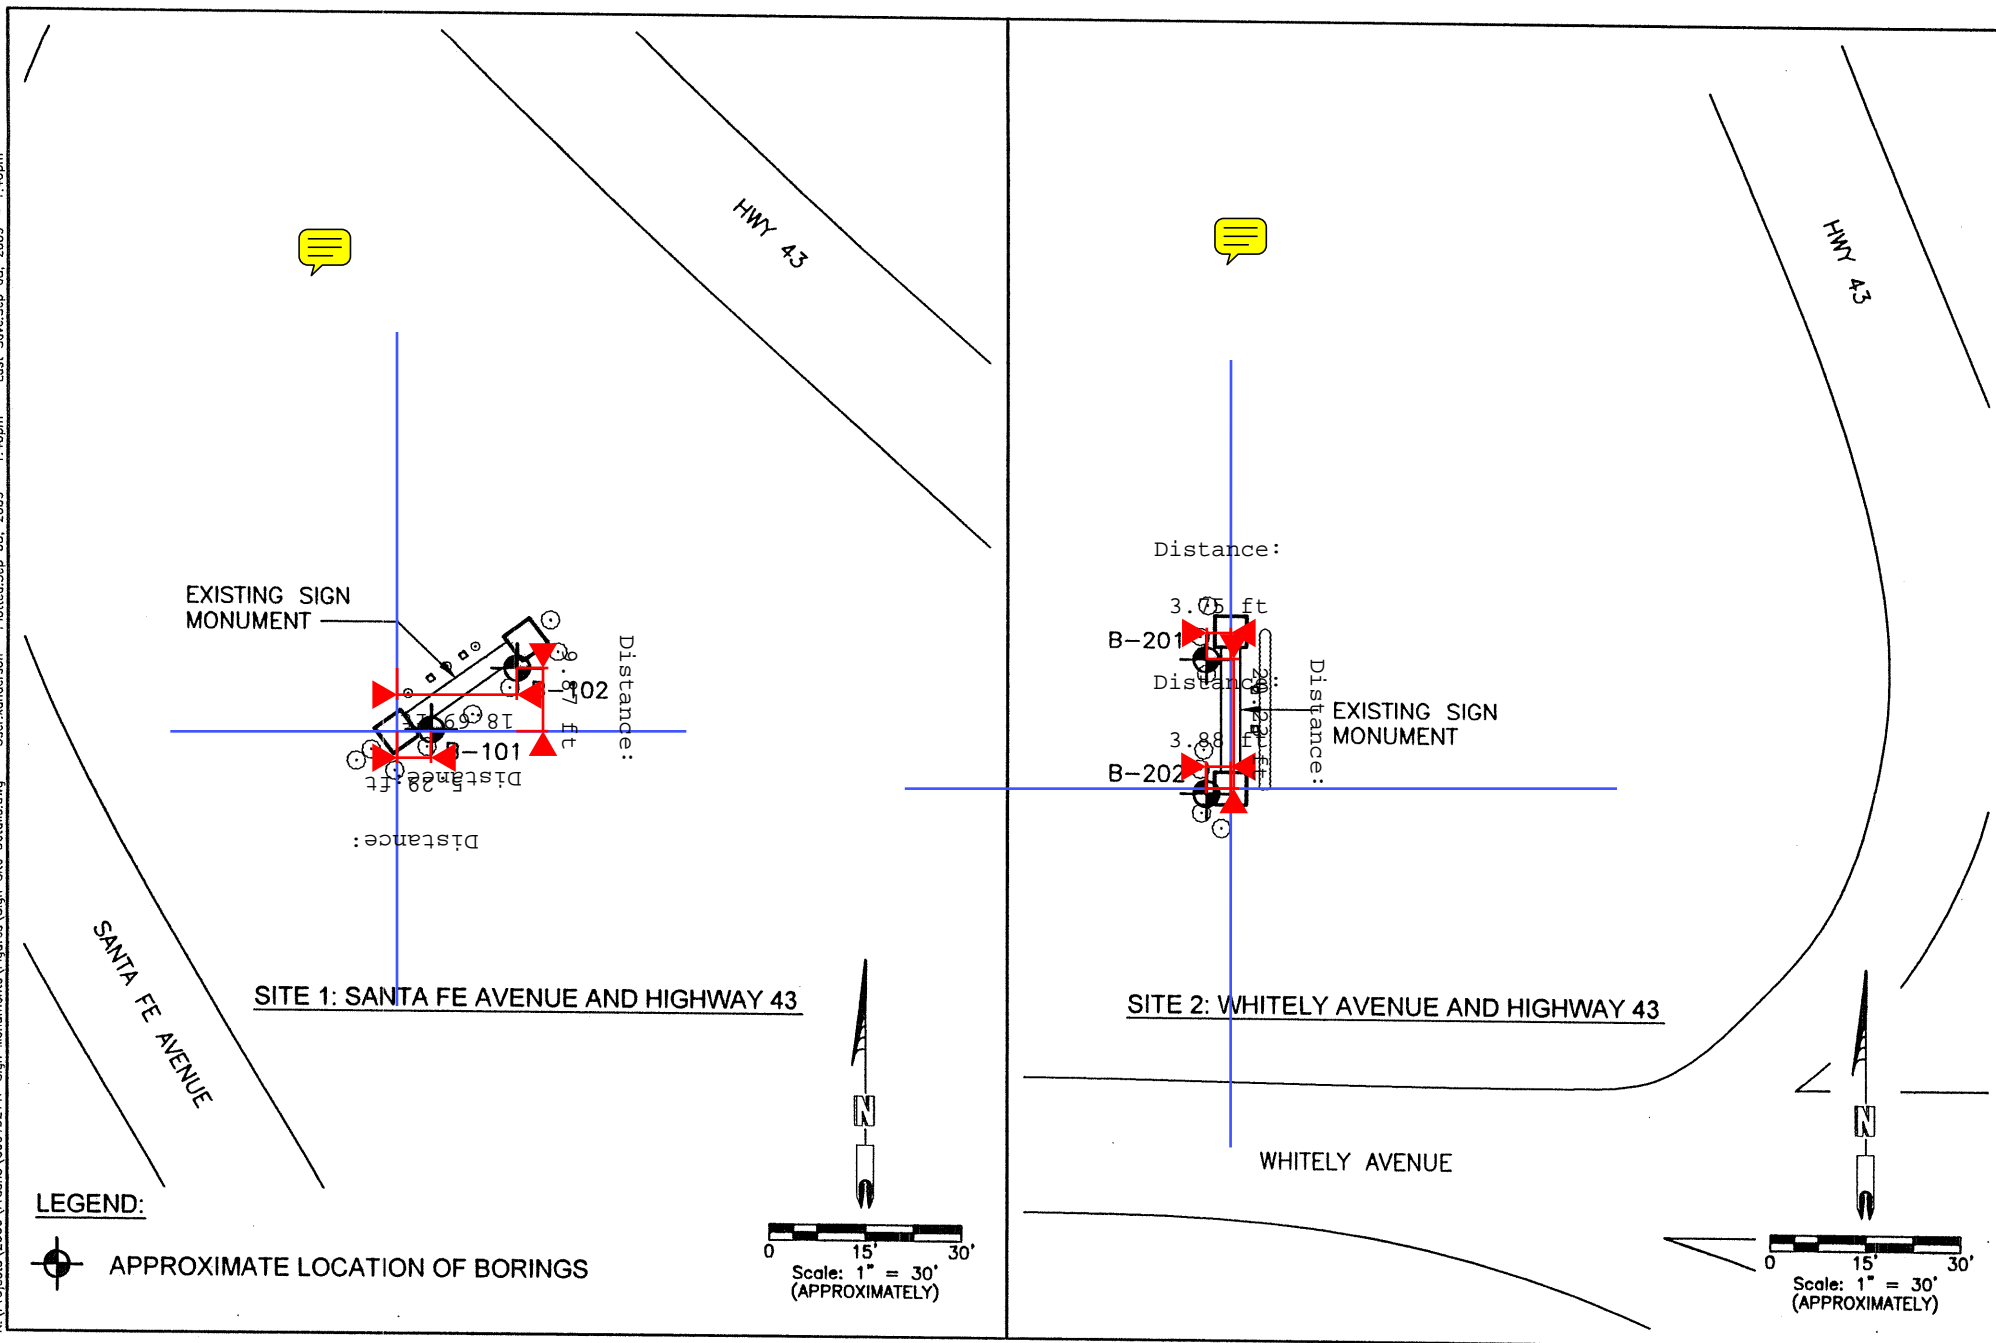 HWY 43
EXISTING SIGN
MONUMENT
B-102
18.69 ft
9.87 ft
Distance:
B-101
5.29 ft
Distance:
Distance:
SANTA FE AVENUE
SITE 1: SANTA FE AVENUE AND HIGHWAY 43
N
0 15' 30'
Scale: 1" = 30'
(APPROXIMATELY)
LEGEND:
APPROXIMATE LOCATION OF BORINGS
HWY 43
Distance:
3.75 ft
B-201
Distance:
Distance:
EXISTING SIGN
MONUMENT
3.88 ft
B-202
SITE 2: WHITELY AVENUE AND HIGHWAY 43
WHITELY AVENUE
N
0 15' 30'
Scale: 1" = 30'
(APPROXIMATELY)